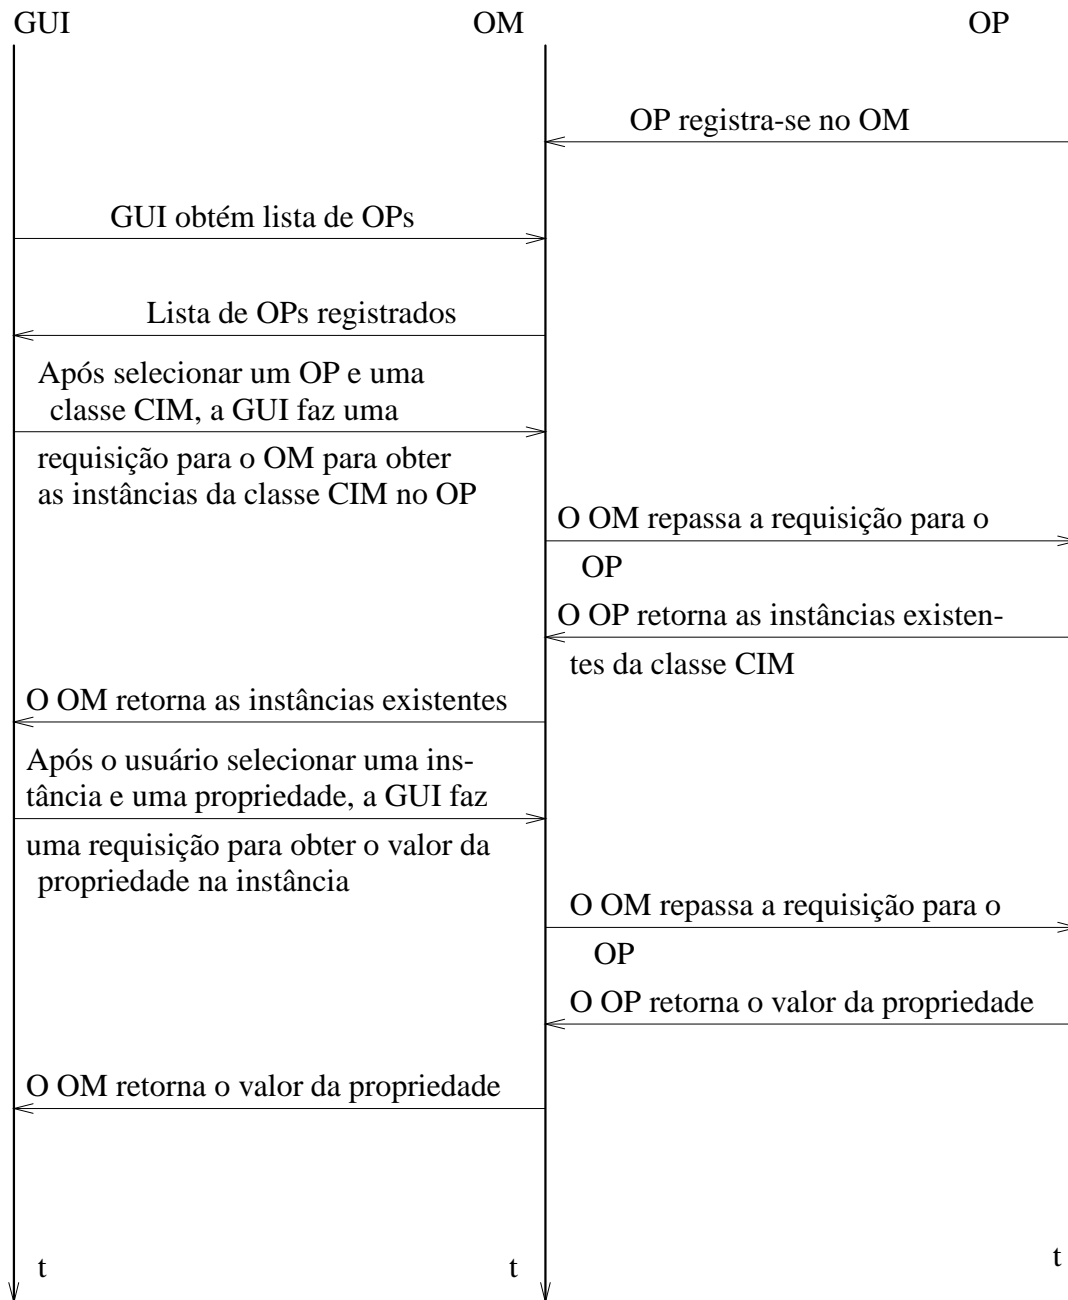 GUI OM OP
OP registra-se no OM
GUI obtém lista de OPs
Lista de OPs registrados
Após selecionar um OP e uma
classe CIM, a GUI faz uma
requisição para o OM para obter
as instâncias da classe CIM no OP
O OM repassa a requisição para o
OP
O OP retorna as instâncias existen-
tes da classe CIM
O OM retorna as instâncias existentes
Após o usuário selecionar uma ins-
tância e uma propriedade, a GUI faz
uma requisição para obter o valor da
propriedade na instância
O OM repassa a requisição para o
OP
O OP retorna o valor da propriedade
O OM retorna o valor da propriedade
t t t